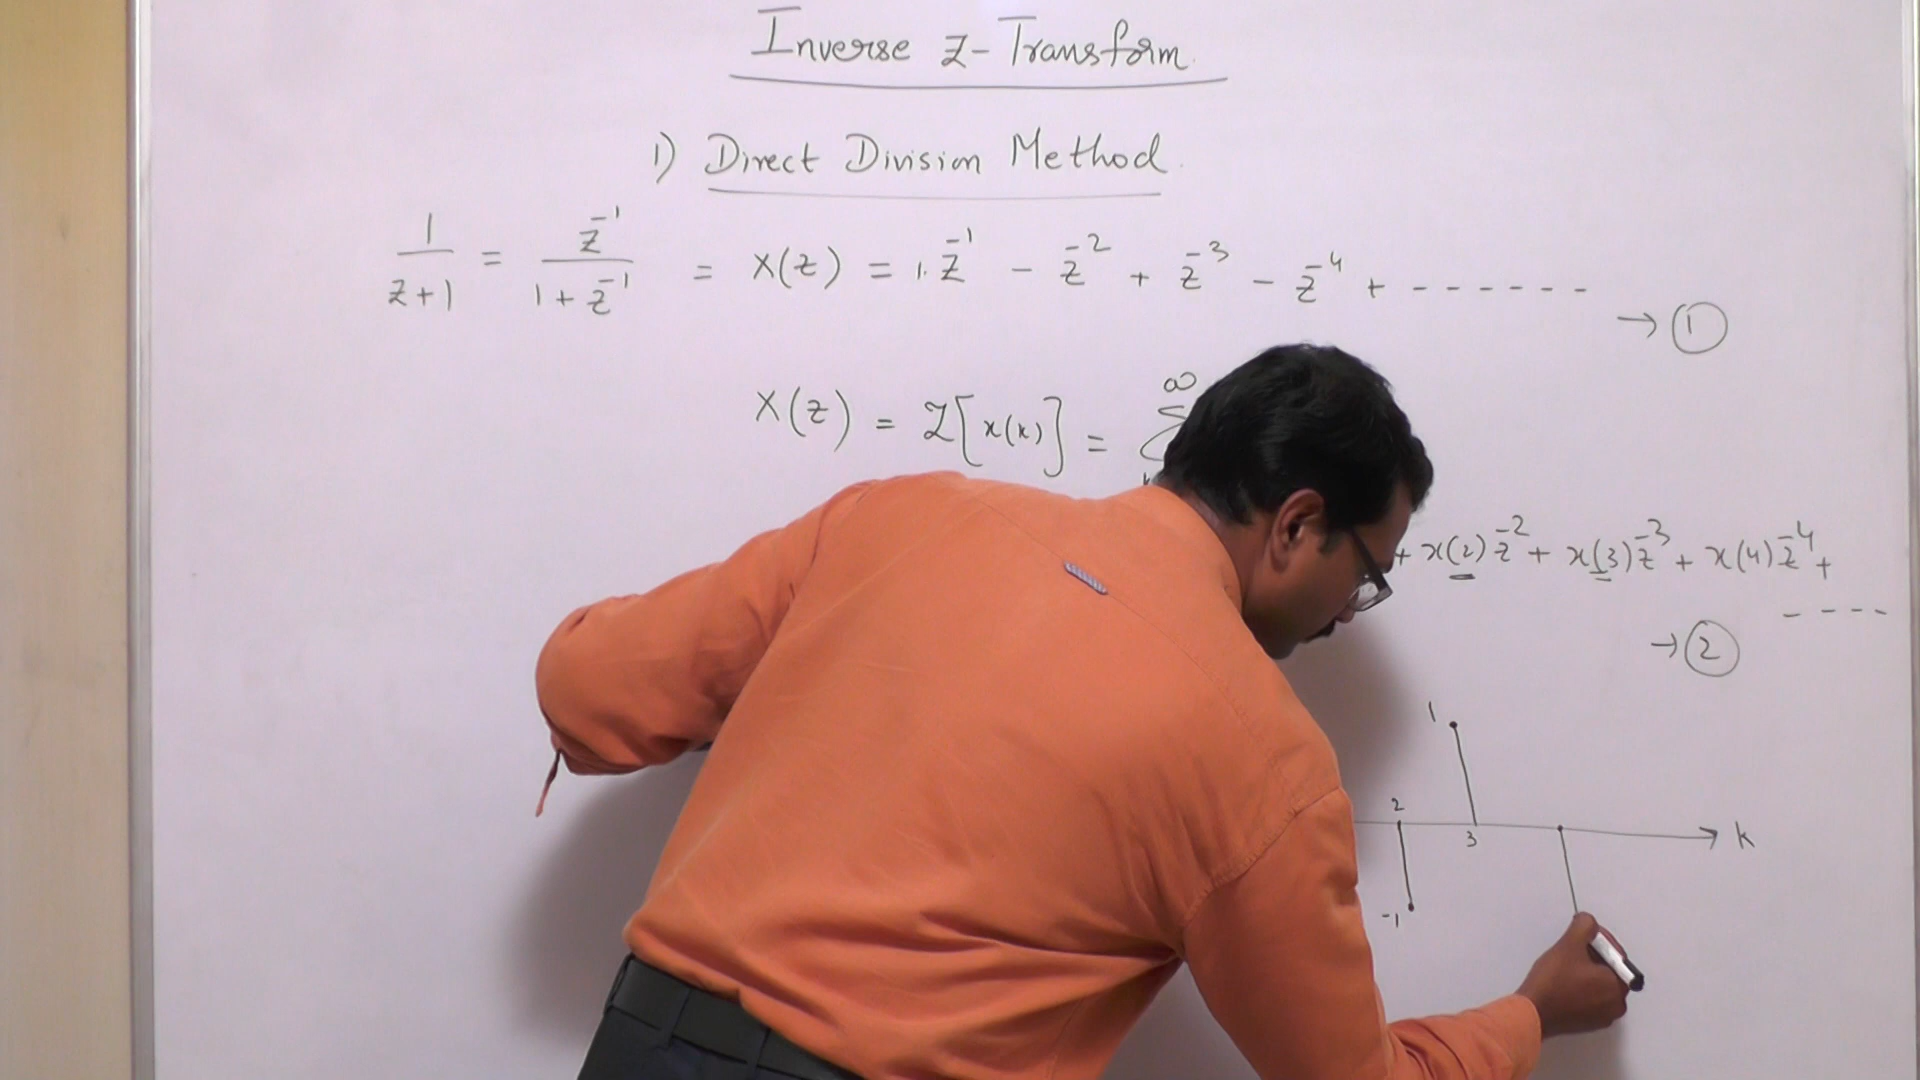 Inverse z-Transform.
1) Direct Division Method.
1/(z+1) = z⁻¹/(1+z⁻¹) = X(z) = 1.z⁻¹ - z⁻² + z⁻³ - z⁻⁴ + - - - - - - → ①
X(z) = Z[x(k)] = ∞ Σ
+ x(2)z⁻² + x(3)z⁻³ + x(4)z⁻⁴ +
- - - -
→ ②
1
2
3
k
-1